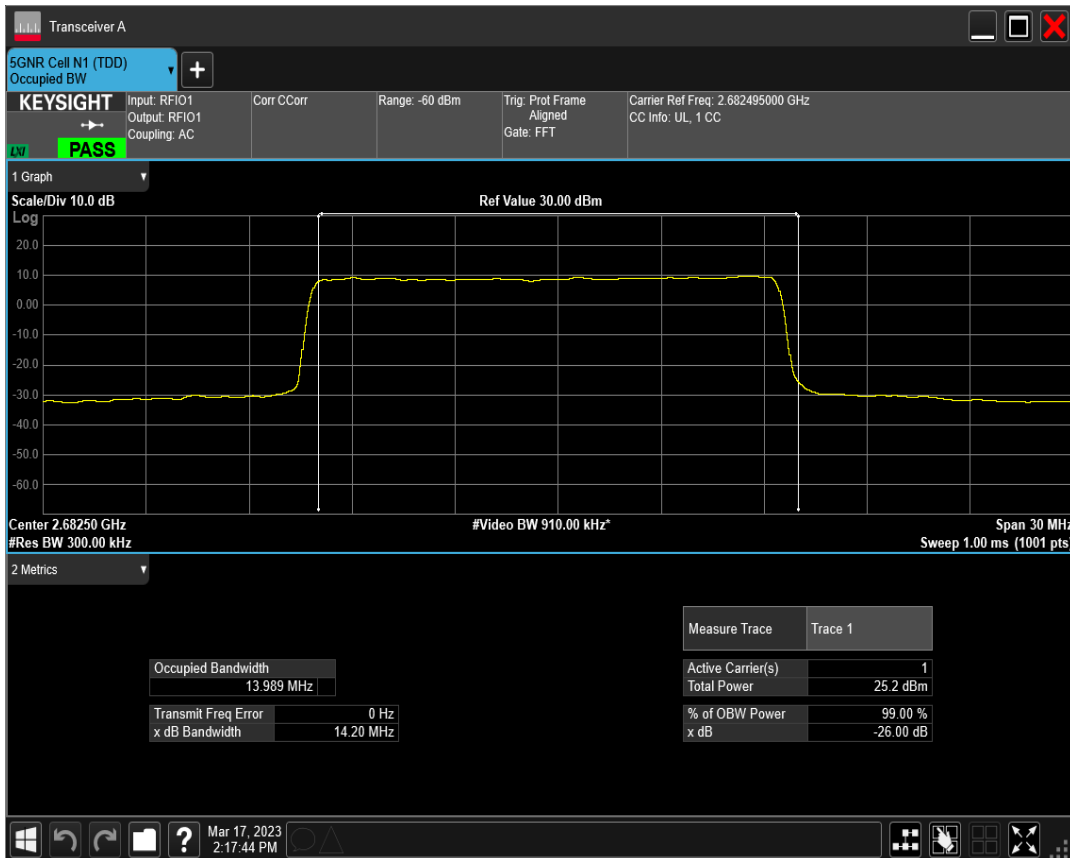 Transceiver A
5GNR Cell N1 (TDD)
Occupied BW
KEYSIGHT
LXI
PASS
Input: RFIO1
Output: RFIO1
Coupling: AC
Corr CCorr
Range: -60 dBm
Trig: Prot Frame
Aligned
Gate: FFT
Carrier Ref Freq: 2.682495000 GHz
CC Info: UL, 1 CC
1 Graph
Scale/Div 10.0 dB
Ref Value 30.00 dBm
Log
20.0
10.0
0.00
-10.0
-20.0
-30.0
-40.0
-50.0
-60.0
Center 2.68250 GHz
#Video BW 910.00 kHz*
Span 30 MHz
#Res BW 300.00 kHz
Sweep 1.00 ms (1001 pts)
2 Metrics
Measure Trace Trace 1
Occupied Bandwidth
13.989 MHz
Active Carrier(s) 1
Total Power 25.2 dBm
Transmit Freq Error 0 Hz
x dB Bandwidth 14.20 MHz
% of OBW Power 99.00 %
x dB -26.00 dB
?
Mar 17, 2023
2:17:44 PM